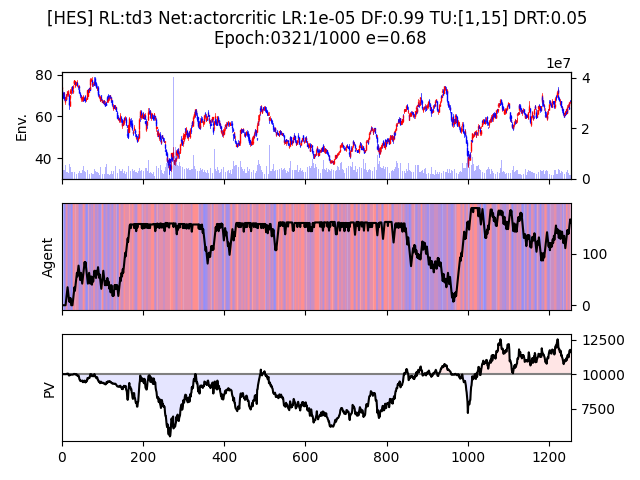 [HES] RL:td3 Net:actorcritic LR:1e-05 DF:0.99 TU:[1,15] DRT:0.05
Epoch:0321/1000 e=0.68
1e7
80
60
40
Env.
4
2
0
Agent
100
0
PV
12500
10000
7500
0 200 400 600 800 1000 1200